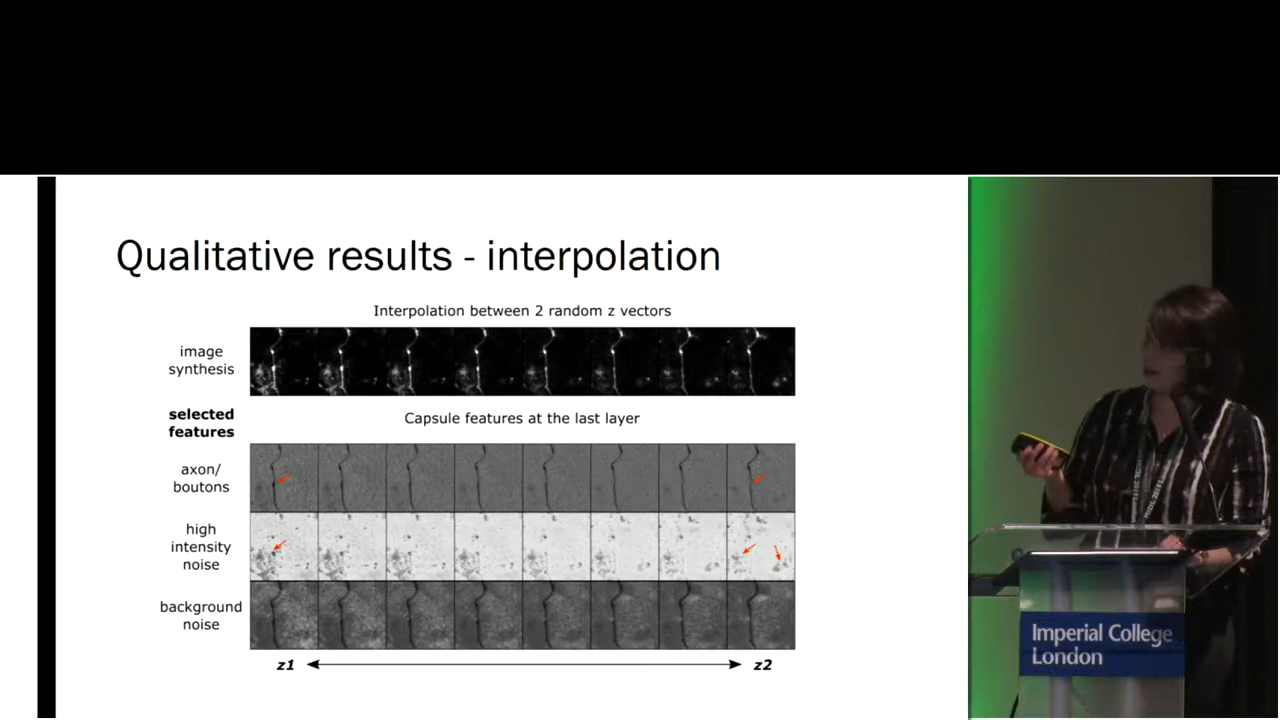 Qualitative results - interpolation
Interpolation between 2 random z vectors
image
synthesis
selected
features
Capsule features at the last layer
axon/
boutons
high
intensity
noise
background
noise
z1
z2
Imperial College
London